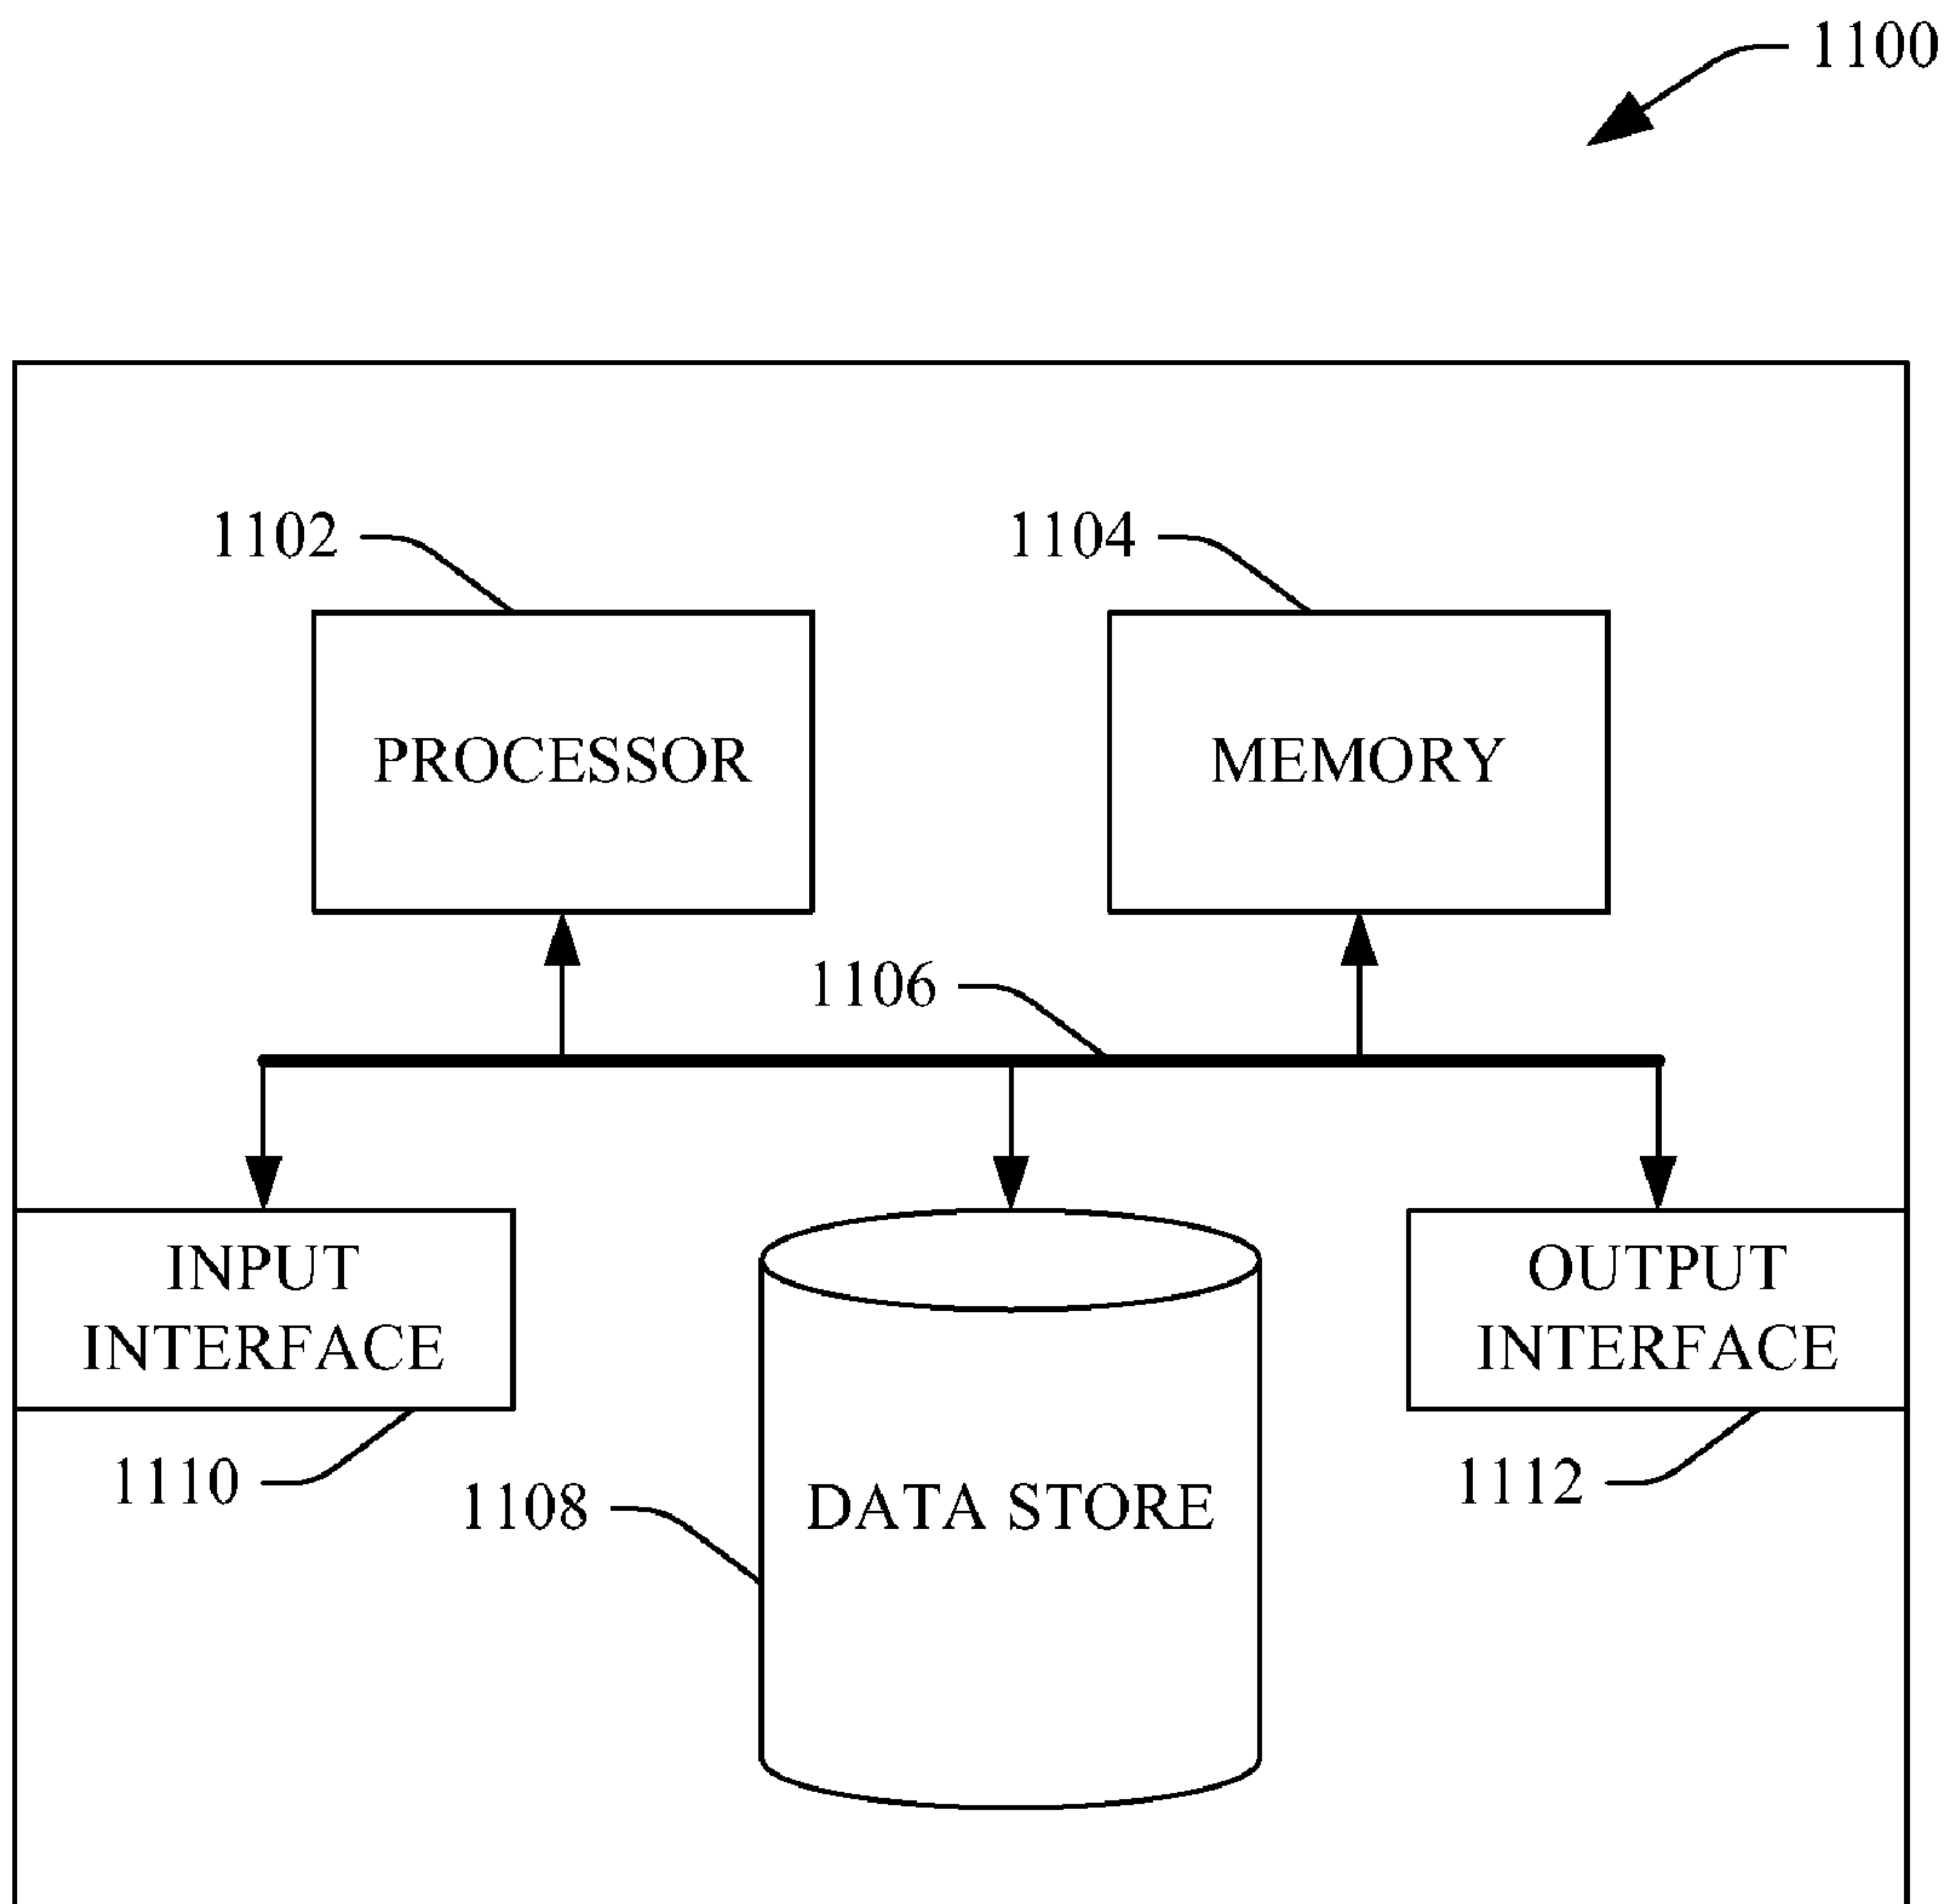 1100
1102
1104
PROCESSOR
MEMORY
1106
INPUT
INTERFACE
OUTPUT
INTERFACE
1110
1108
DATA STORE
1112